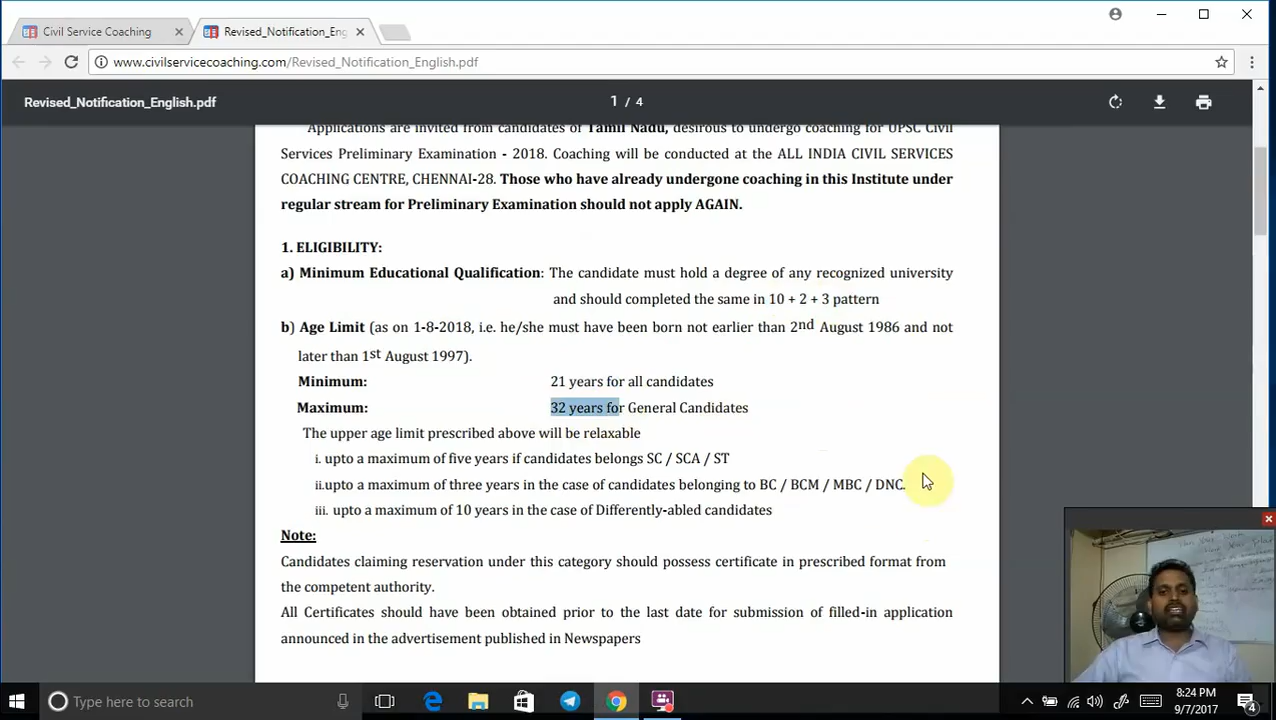 Civil Service Coaching
Revised_Notification_En
www.civilservicecoaching.com/Revised_Notification_English.pdf
Revised_Notification_English.pdf
1 / 4
Applications are invited from candidates of Tamil Nadu, desirous to undergo coaching for UPSC Civil
Services Preliminary Examination - 2018. Coaching will be conducted at the ALL INDIA CIVIL SERVICES
COACHING CENTRE, CHENNAI-28. Those who have already undergone coaching in this Institute under
regular stream for Preliminary Examination should not apply AGAIN.
1. ELIGIBILITY:
a) Minimum Educational Qualification: The candidate must hold a degree of any recognized university
and should completed the same in 10 + 2 + 3 pattern
b) Age Limit (as on 1-8-2018, i.e. he/she must have been born not earlier than 2nd August 1986 and not
later than 1st August 1997).
Minimum: 21 years for all candidates
Maximum: 32 years for General Candidates
The upper age limit prescribed above will be relaxable
i. upto a maximum of five years if candidates belongs SC / SCA / ST
ii.upto a maximum of three years in the case of candidates belonging to BC / BCM / MBC / DNC.
iii. upto a maximum of 10 years in the case of Differently-abled candidates
Note:
Candidates claiming reservation under this category should possess certificate in prescribed format from
the competent authority.
All Certificates should have been obtained prior to the last date for submission of filled-in application
announced in the advertisement published in Newspapers
Type here to search
8:24 PM
9/7/2017
4